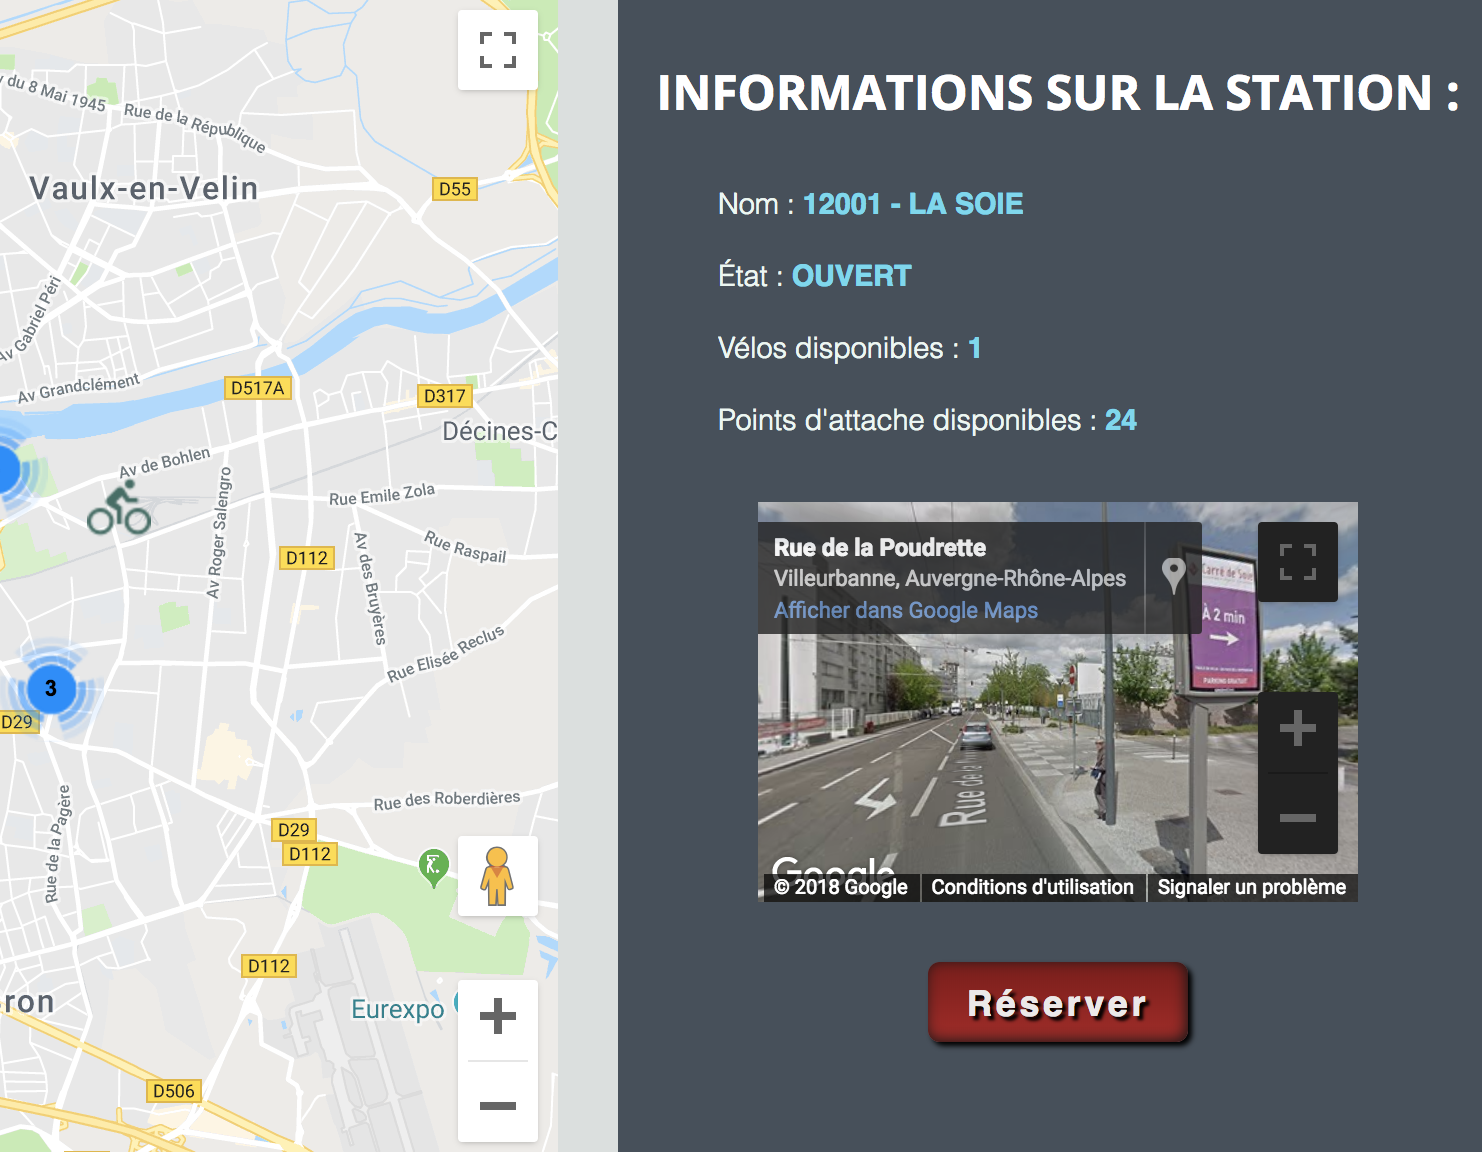 v du 8 Mai 1945
Rue de la République
Vaulx-en-Velin
D55
Av Gabriel Péri
Av Grandclément
D517A
D317
Décines-C
Av de Bohlen
Av Roger Salengro
Rue Emile Zola
Rue Raspail
D112
Av des Bruyères
Rue Elisée Reclus
3
D29
Rue de la Pagère
Rue des Roberdières
D29
D112
D112
Eurexpo
ron
D506
INFORMATIONS SUR LA STATION :
Nom : 12001 - LA SOIE
État : OUVERT
Vélos disponibles : 1
Points d'attache disponibles : 24
Rue de la Poudrette
Villeurbanne, Auvergne-Rhône-Alpes
Afficher dans Google Maps
Carré de Soie
À 2 min
PARKING GRATUIT
Rue de la
Google
© 2018 Google
Conditions d'utilisation
Signaler un problème
Réserver